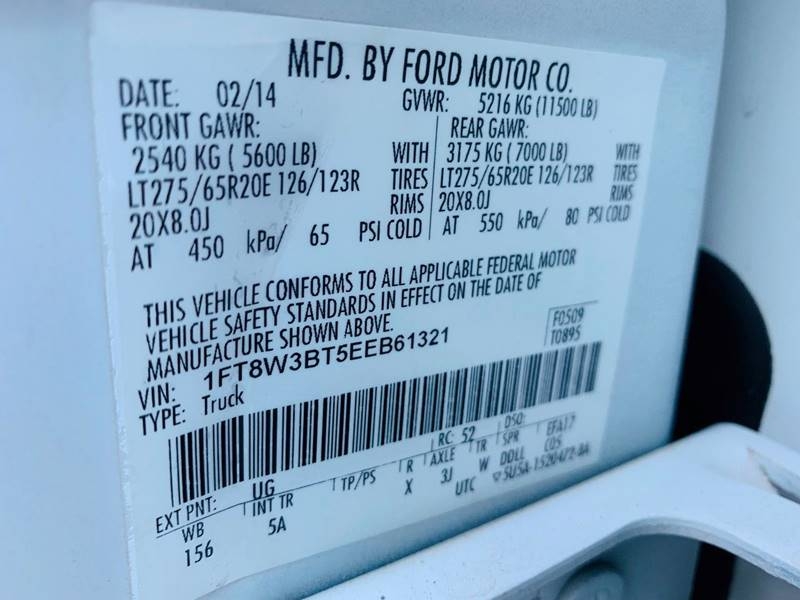 MFD. BY FORD MOTOR CO.
DATE: 02/14 GVWR: 5216 KG (11500 LB)
FRONT GAWR: REAR GAWR:
2540 KG ( 5600 LB) WITH 3175 KG ( 7000 LB) WITH
LT275/65R20E 126/123R TIRES LT275/65R20E 126/123R TIRES
20X8.0J RIMS 20X8.0J RIMS
AT 450 kPa/ 65 PSI COLD AT 550 kPa/ 80 PSI COLD
THIS VEHICLE CONFORMS TO ALL APPLICABLE FEDERAL MOTOR
VEHICLE SAFETY STANDARDS IN EFFECT ON THE DATE OF
MANUFACTURE SHOWN ABOVE.
F0509
T0895
VIN: 1FT8W3BT5EEB61321
TYPE: Truck
EXT PNT: UG RC: 52 DSO:
WB INT TR TP/PS R AXLE TR SPR EFA17
156 5A X 3J W DDLL C05
UTC ▽5U5A-1520472-BA